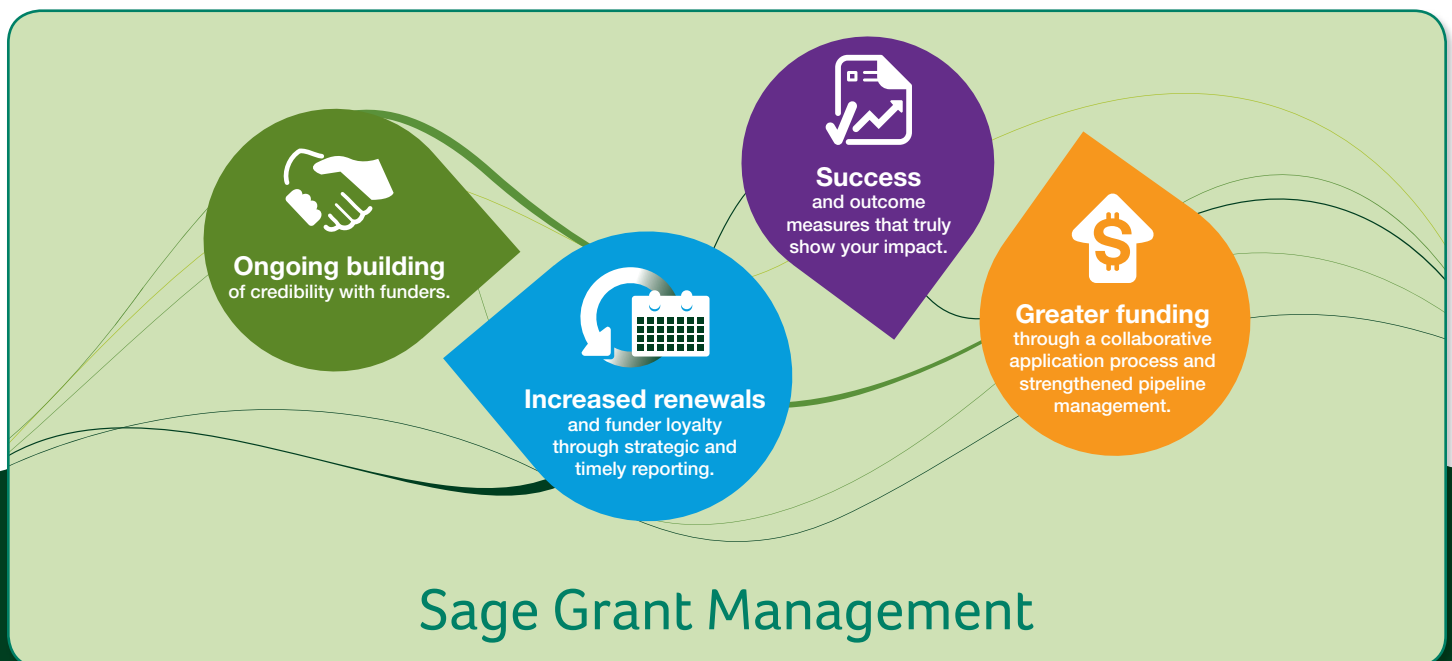 Ongoing building
of credibility with funders.
Increased renewals
and funder loyalty
through strategic and
timely reporting.
Success
and outcome
measures that truly
show your impact.
$
Greater funding
through a collaborative
application process and
strengthened pipeline
management.
Sage Grant Management